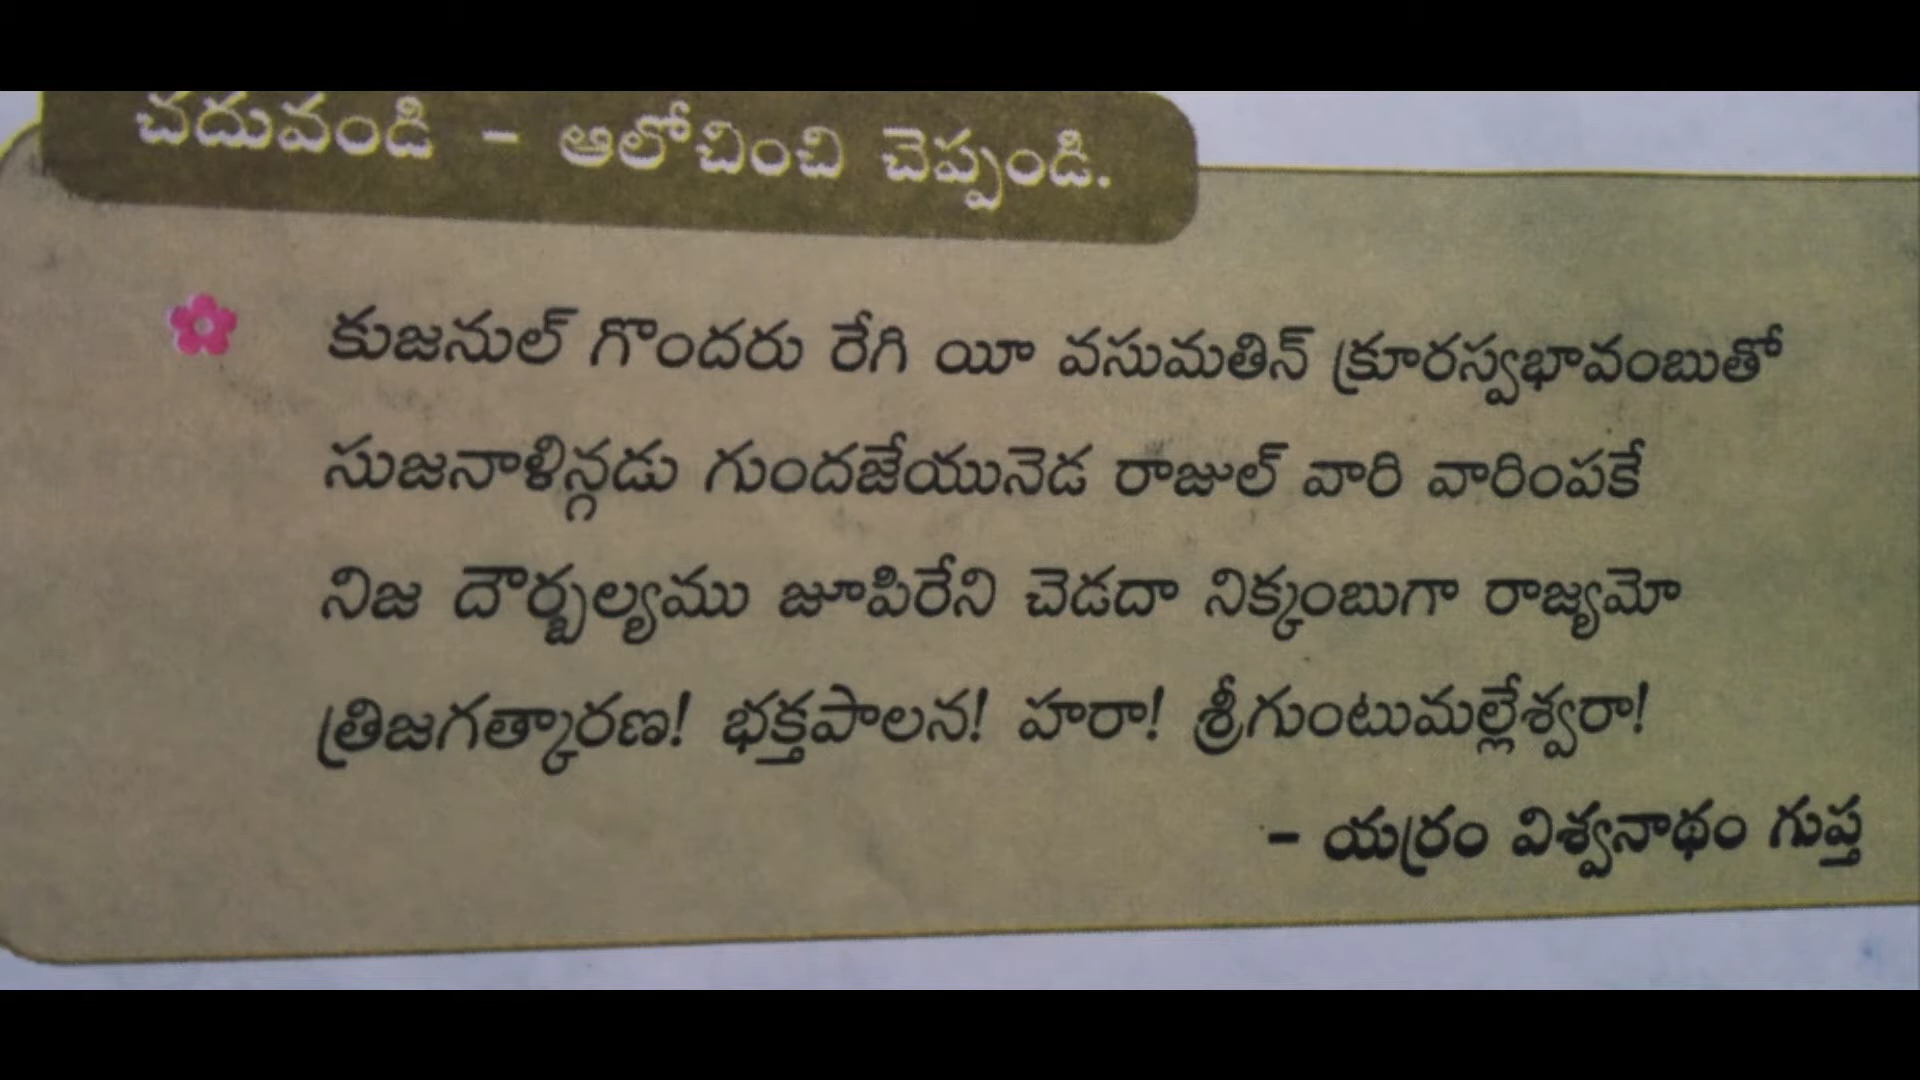 చదువండి - ఆలోచించి చెప్పండి.
కుజనుల్ గొందరు రేగి యీ వసుమతిన్ క్రూరస్వభావంబుతో
సుజనాళిన్గడు గుందజేయునెడ రాజుల్ వారి వారింపకే
నిజ దౌర్బల్యము జూపిరేని చెడదా నిక్కంబుగా రాజ్యమో
త్రిజగత్కారణ! భక్తపాలన! హరా! శ్రీగుంటుమల్లేశ్వరా!
- యర్రం విశ్వనాథం గుప్త